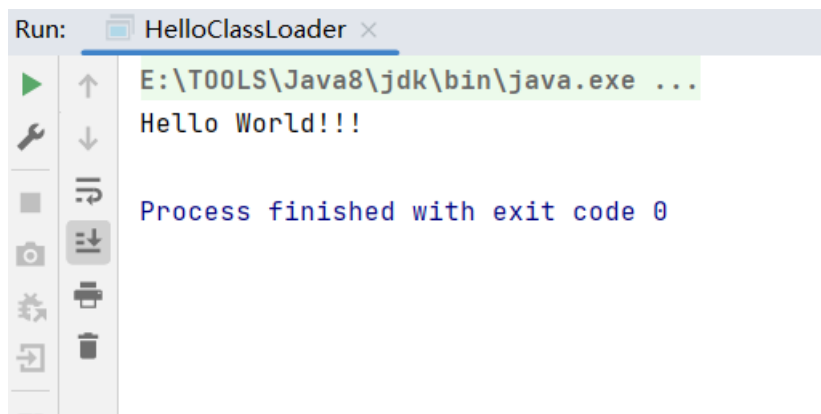 Run: HelloClassLoader
E:\TOOLS\Java8\jdk\bin\java.exe ...
Hello World!!!
Process finished with exit code 0